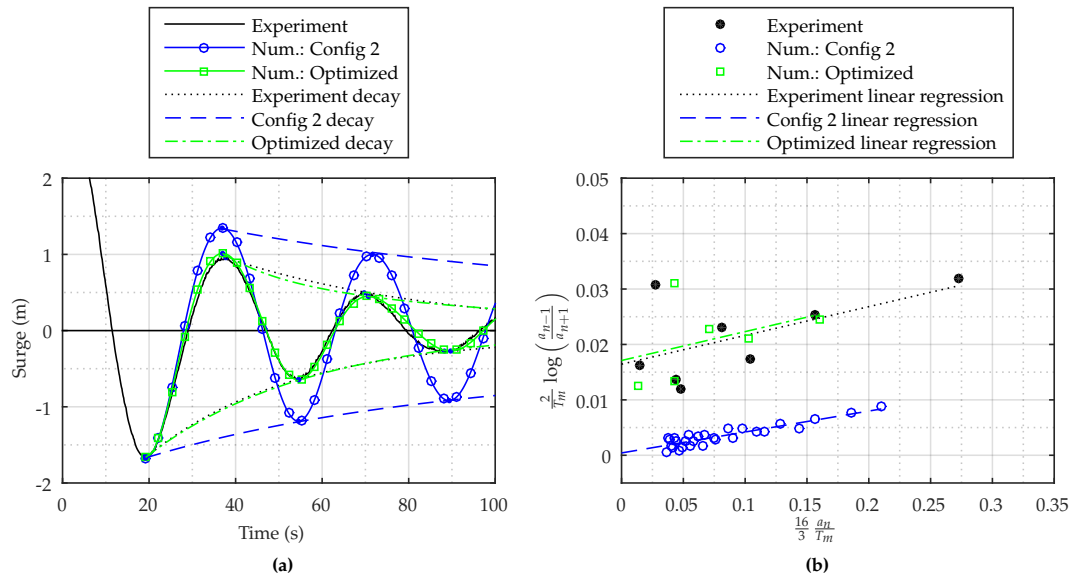 Experiment
Num.: Config 2
Num.: Optimized
Experiment decay
Config 2 decay
Optimized decay
2
1
0
-1
-2
Surge (m)
0 20 40 60 80 100
Time (s)
(a)
Experiment
Num.: Config 2
Num.: Optimized
Experiment linear regression
Config 2 linear regression
Optimized linear regression
0.05
0.04
0.03
0.02
0.01
0
2/T_m log(a_{n-1}/a_{n+1})
0 0.05 0.1 0.15 0.2 0.25 0.3 0.35
16/3 a_n/T_m
(b)